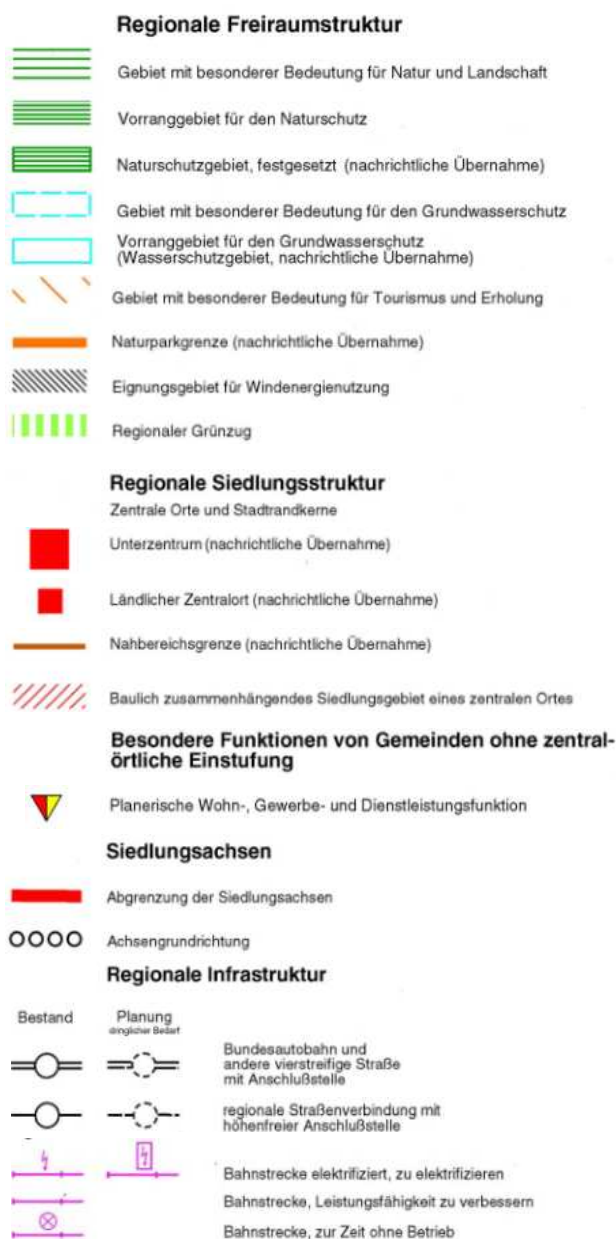 Regionale Freiraumstruktur
Gebiet mit besonderer Bedeutung für Natur und Landschaft
Vorranggebiet für den Naturschutz
Naturschutzgebiet, festgesetzt (nachrichtliche Übernahme)
Gebiet mit besonderer Bedeutung für den Grundwasserschutz
Vorranggebiet für den Grundwasserschutz
(Wasserschutzgebiet, nachrichtliche Übernahme)
Gebiet mit besonderer Bedeutung für Tourismus und Erholung
Naturparkgrenze (nachrichtliche Übernahme)
Eignungsgebiet für Windenergienutzung
Regionaler Grünzug
Regionale Siedlungsstruktur
Zentrale Orte und Stadtrandkerne
Unterzentrum (nachrichtliche Übernahme)
Ländlicher Zentralort (nachrichtliche Übernahme)
Nahbereichsgrenze (nachrichtliche Übernahme)
Baulich zusammenhängendes Siedlungsgebiet eines zentralen Ortes
Besondere Funktionen von Gemeinden ohne zentral-
örtliche Einstufung
Planerische Wohn-, Gewerbe- und Dienstleistungsfunktion
Siedlungsachsen
Abgrenzung der Siedlungsachsen
Achsengrundrichtung
Regionale Infrastruktur
Bestand Planung
dringlicher Bedarf
Bundesautobahn und
andere vierstreifige Straße
mit Anschlußstelle
regionale Straßenverbindung mit
höhenfreier Anschlußstelle
Bahnstrecke elektrifiziert, zu elektrifizieren
Bahnstrecke, Leistungsfähigkeit zu verbessern
Bahnstrecke, zur Zeit ohne Betrieb